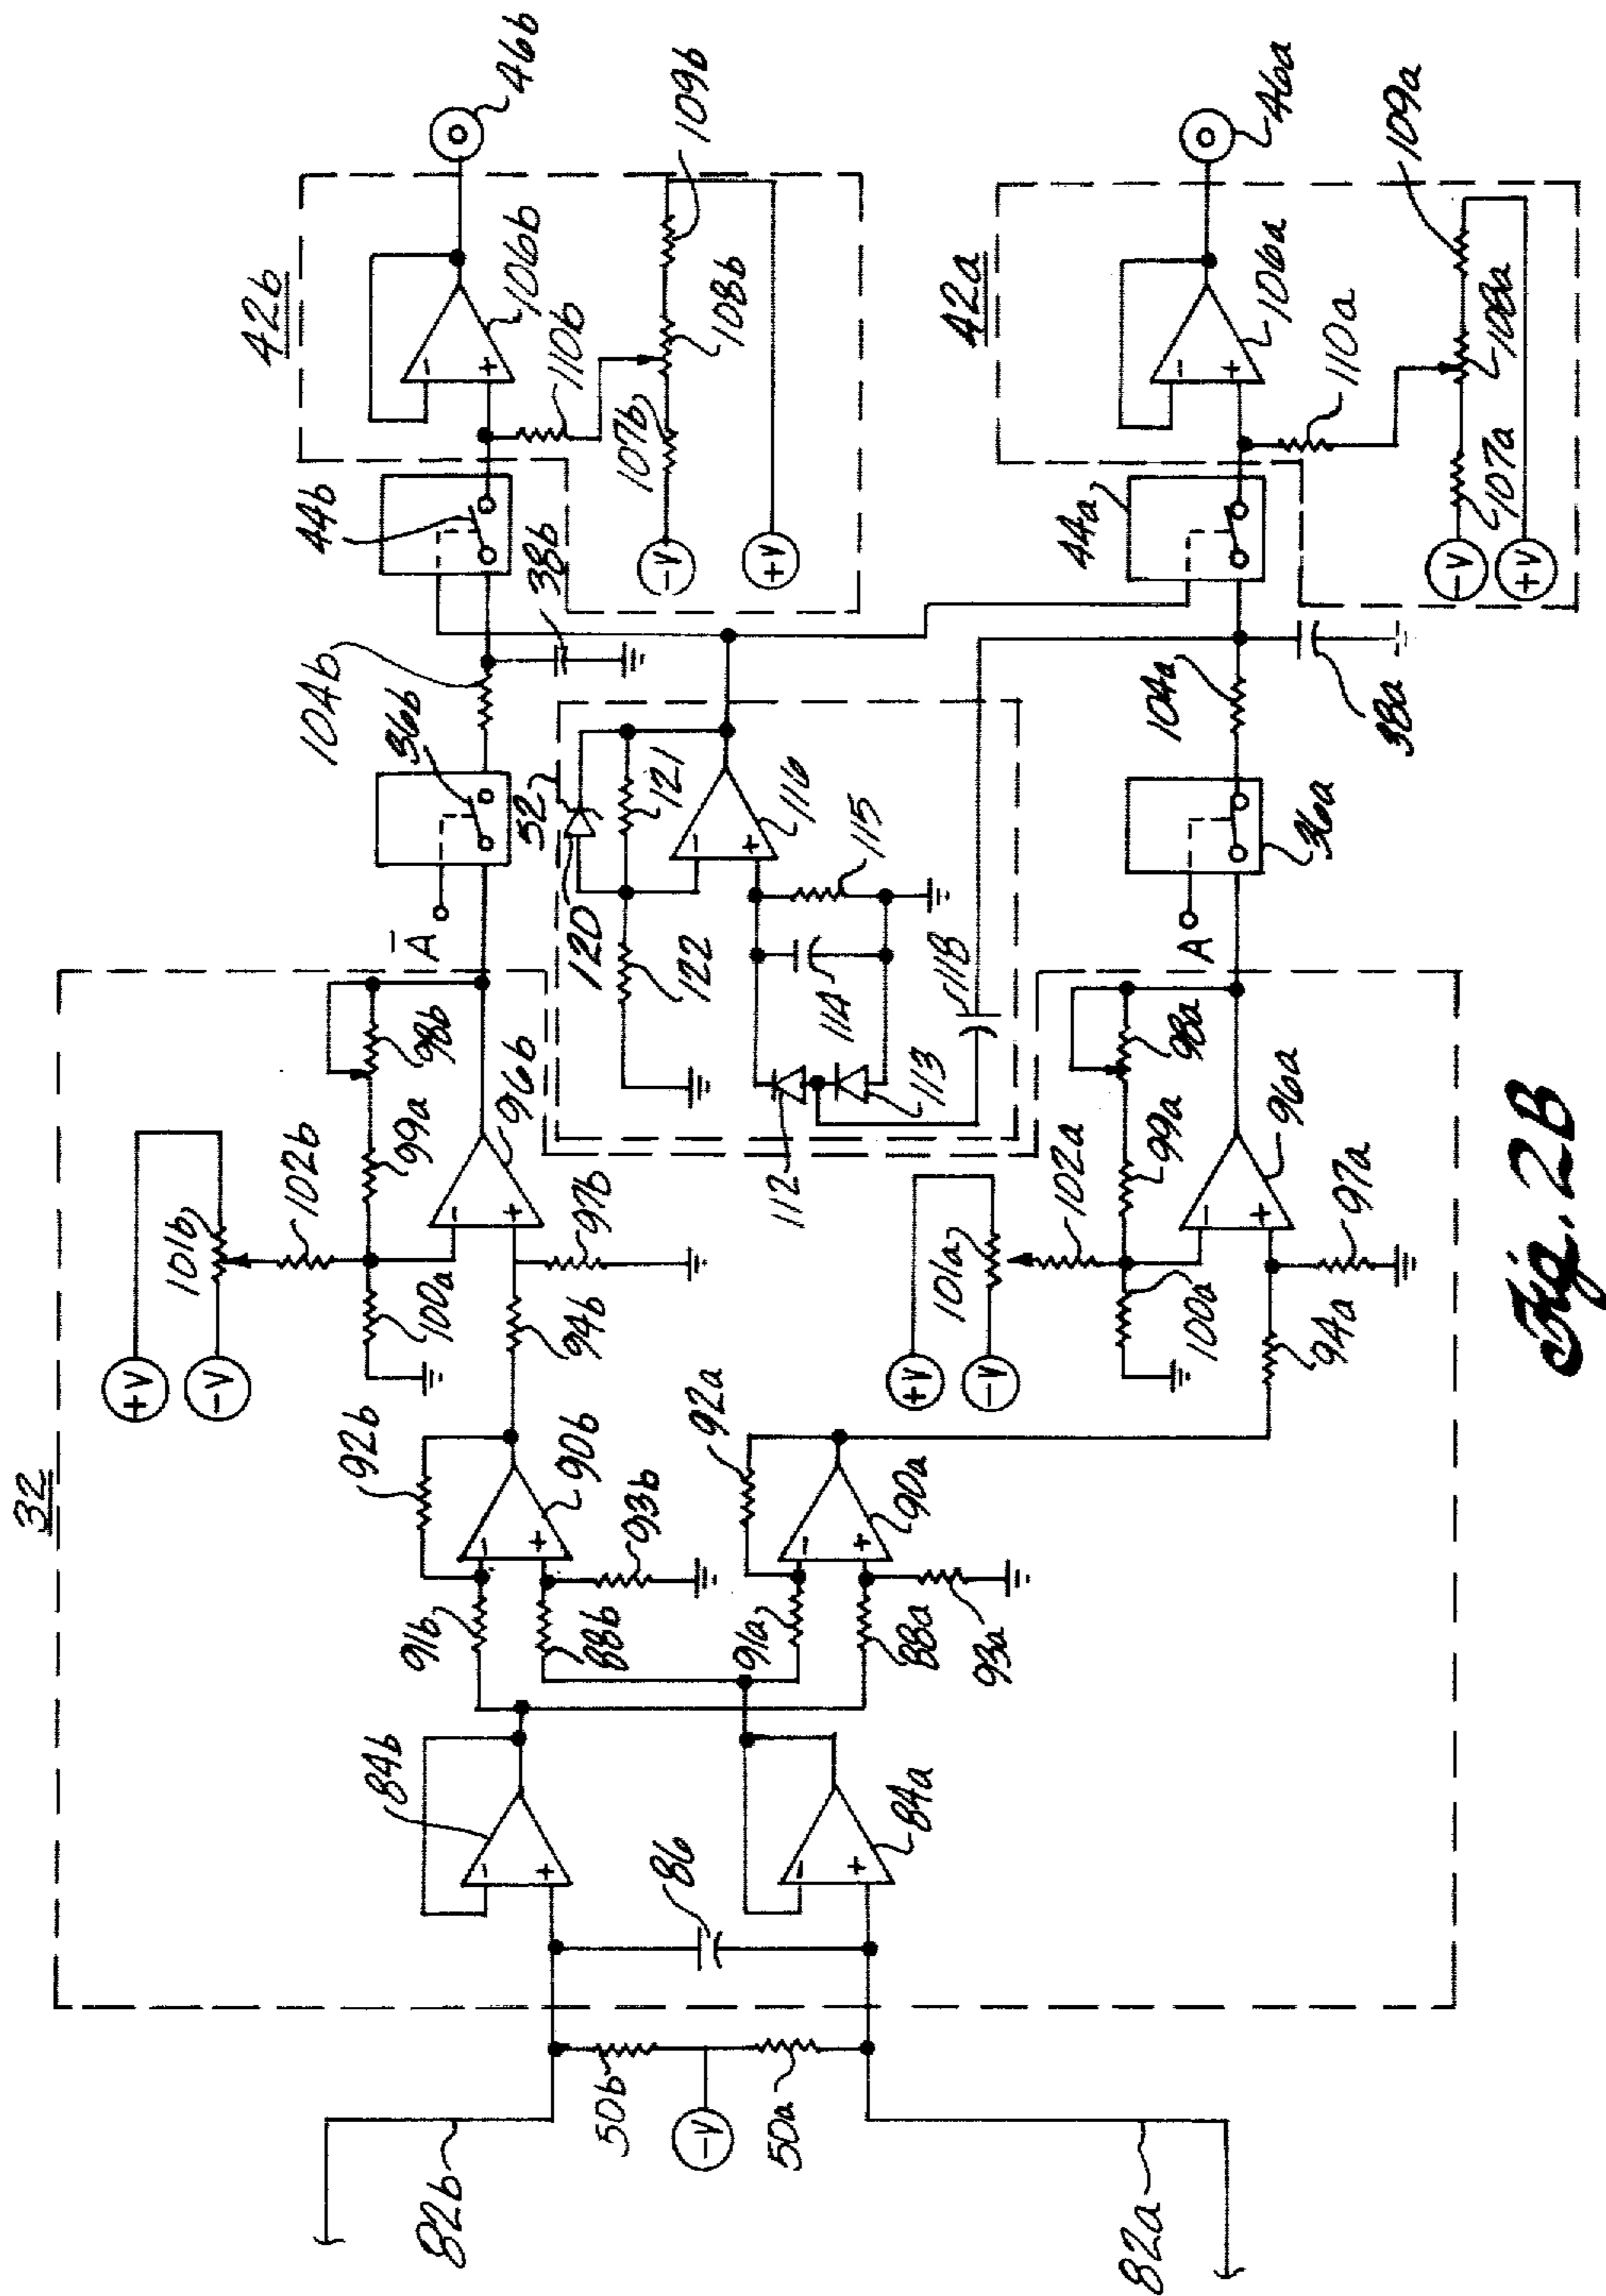 32
+V
-V
101b
102b
99a
98b
100a
96b
97b
94b
92b
90b
93b
91b
88b
84b
86
84a
91a
88a
93a
90a
92a
82b
50b
-V
50a
82a
+V
-V
101a
102a
99a
98a
100a
96a
97a
94a
Ā
36b
104b
38b
44b
42b
106b
110b
46b
107b
108b
109b
-V
+V
52
120
121
122
116
115
114
112
113
118
A
36a
104a
38a
44a
42a
106a
110a
46a
107a
108a
109a
-V
+V
-
+
-
+
-
+
-
+
-
+
-
+
-
+
-
+
-
+
Fig. 2B